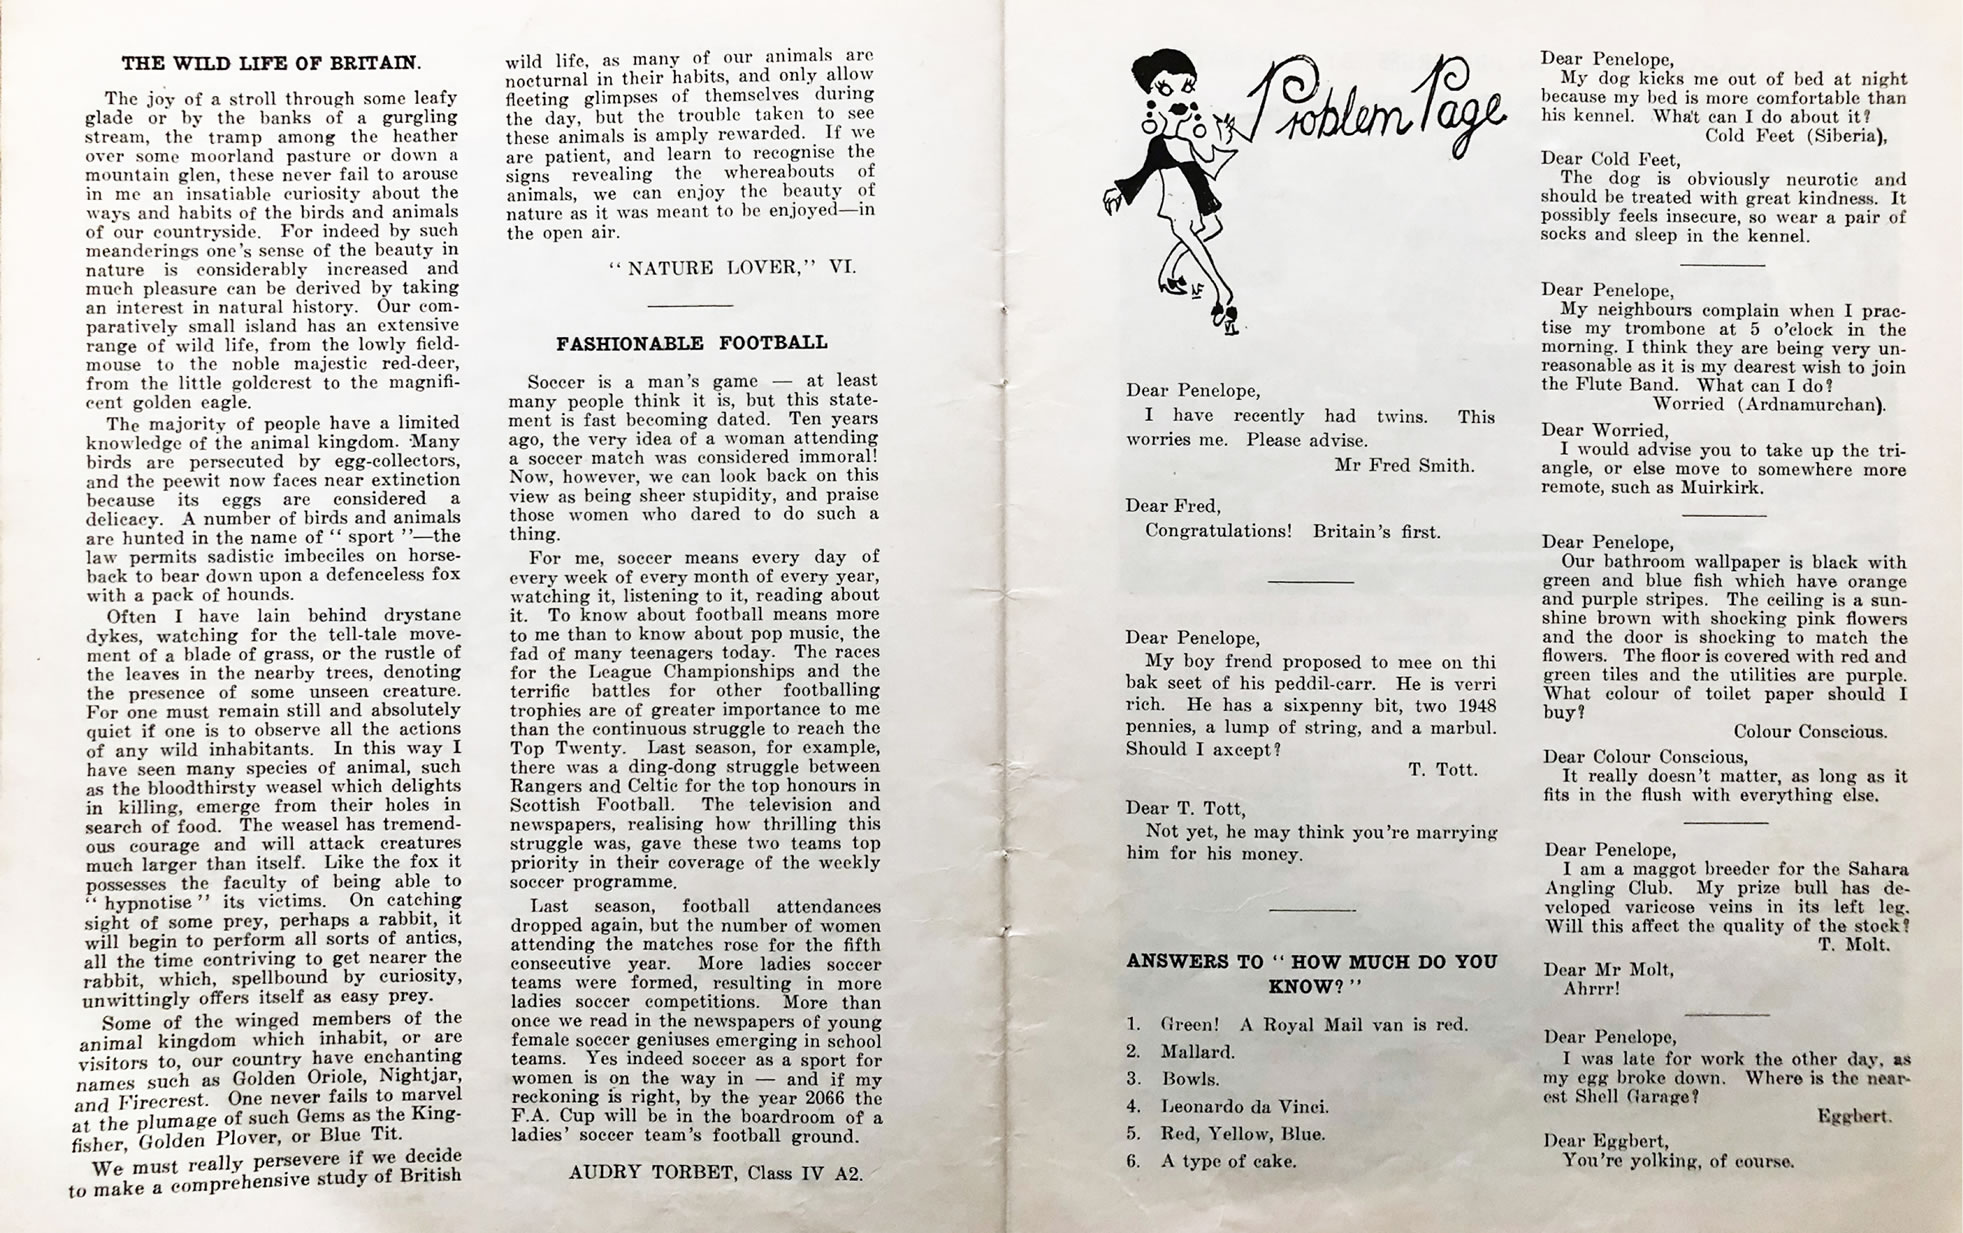 THE WILD LIFE OF BRITAIN.
The joy of a stroll through some leafy
glade or by the banks of a gurgling
stream, the tramp among the heather
over some moorland pasture or down a
mountain glen, these never fail to arouse
in me an insatiable curiosity about the
ways and habits of the birds and animals
of our countryside. For indeed by such
meanderings one's sense of the beauty in
nature is considerably increased and
much pleasure can be derived by taking
an interest in natural history. Our com-
paratively small island has an extensive
range of wild life, from the lowly field-
mouse to the noble majestic red-deer,
from the little goldcrest to the magnifi-
cent golden eagle.
The majority of people have a limited
knowledge of the animal kingdom. Many
birds are persecuted by egg-collectors,
and the peewit now faces near extinction
because its eggs are considered a
delicacy. A number of birds and animals
are hunted in the name of " sport "—the
law permits sadistic imbeciles on horse-
back to bear down upon a defenceless fox
with a pack of hounds.
Often I have lain behind drystane
dykes, watching for the tell-tale move-
ment of a blade of grass, or the rustle of
the leaves in the nearby trees, denoting
the presence of some unseen creature.
For one must remain still and absolutely
quiet if one is to observe all the actions
of any wild inhabitants. In this way I
have seen many species of animal, such
as the bloodthirsty weasel which delights
in killing, emerge from their holes in
search of food. The weasel has tremend-
ous courage and will attack creatures
much larger than itself. Like the fox it
possesses the faculty of being able to
" hypnotise " its victims. On catching
sight of some prey, perhaps a rabbit, it
will begin to perform all sorts of antics,
all the time contriving to get nearer the
rabbit, which, spellbound by curiosity,
unwittingly offers itself as easy prey.
Some of the winged members of the
animal kingdom which inhabit, or are
visitors to, our country have enchanting
names such as Golden Oriole, Nightjar,
and Firecrest. One never fails to marvel
at the plumage of such Gems as the King-
fisher, Golden Plover, or Blue Tit.
We must really persevere if we decide
to make a comprehensive study of British
wild life, as many of our animals are
nocturnal in their habits, and only allow
fleeting glimpses of themselves during
the day, but the trouble taken to see
these animals is amply rewarded. If we
are patient, and learn to recognise the
signs revealing the whereabouts of
animals, we can enjoy the beauty of
nature as it was meant to be enjoyed—in
the open air.
" NATURE LOVER," VI.
FASHIONABLE FOOTBALL
Soccer is a man's game — at least
many people think it is, but this state-
ment is fast becoming dated. Ten years
ago, the very idea of a woman attending
a soccer match was considered immoral!
Now, however, we can look back on this
view as being sheer stupidity, and praise
those women who dared to do such a
thing.
For me, soccer means every day of
every week of every month of every year,
watching it, listening to it, reading about
it. To know about football means more
to me than to know about pop music, the
fad of many teenagers today. The races
for the League Championships and the
terrific battles for other footballing
trophies are of greater importance to me
than the continuous struggle to reach the
Top Twenty. Last season, for example,
there was a ding-dong struggle between
Rangers and Celtic for the top honours in
Scottish Football. The television and
newspapers, realising how thrilling this
struggle was, gave these two teams top
priority in their coverage of the weekly
soccer programme.
Last season, football attendances
dropped again, but the number of women
attending the matches rose for the fifth
consecutive year. More ladies soccer
teams were formed, resulting in more
ladies soccer competitions. More than
once we read in the newspapers of young
female soccer geniuses emerging in school
teams. Yes indeed soccer as a sport for
women is on the way in — and if my
reckoning is right, by the year 2066 the
F.A. Cup will be in the boardroom of a
ladies' soccer team's football ground.
AUDRY TORBET, Class IV A2.
Problem Page
NF
VI
Dear Penelope,
I have recently had twins. This
worries me. Please advise.
Mr Fred Smith.
Dear Fred,
Congratulations! Britain's first.
Dear Penelope,
My boy frend proposed to mee on thi
bak seet of his peddil-carr. He is verri
rich. He has a sixpenny bit, two 1948
pennies, a lump of string, and a marbul.
Should I axcept?
T. Tott.
Dear T. Tott,
Not yet, he may think you're marrying
him for his money.
ANSWERS TO " HOW MUCH DO YOU
KNOW? "
1. Green! A Royal Mail van is red.
2. Mallard.
3. Bowls.
4. Leonardo da Vinci.
5. Red, Yellow, Blue.
6. A type of cake.
Dear Penelope,
My dog kicks me out of bed at night
because my bed is more comfortable than
his kennel. What can I do about it?
Cold Feet (Siberia),
Dear Cold Feet,
The dog is obviously neurotic and
should be treated with great kindness. It
possibly feels insecure, so wear a pair of
socks and sleep in the kennel.
Dear Penelope,
My neighbours complain when I prac-
tise my trombone at 5 o'clock in the
morning. I think they are being very un-
reasonable as it is my dearest wish to join
the Flute Band. What can I do?
Worried (Ardnamurchan).
Dear Worried,
I would advise you to take up the tri-
angle, or else move to somewhere more
remote, such as Muirkirk.
Dear Penelope,
Our bathroom wallpaper is black with
green and blue fish which have orange
and purple stripes. The ceiling is a sun-
shine brown with shocking pink flowers
and the door is shocking to match the
flowers. The floor is covered with red and
green tiles and the utilities are purple.
What colour of toilet paper should I
buy?
Colour Conscious.
Dear Colour Conscious,
It really doesn't matter, as long as it
fits in the flush with everything else.
Dear Penelope,
I am a maggot breeder for the Sahara
Angling Club. My prize bull has de-
veloped varicose veins in its left leg.
Will this affect the quality of the stock?
T. Molt.
Dear Mr Molt,
Ahrrr!
Dear Penelope,
I was late for work the other day, as
my egg broke down. Where is the near-
est Shell Garage?
Eggbert.
Dear Eggbert,
You're yolking, of course.